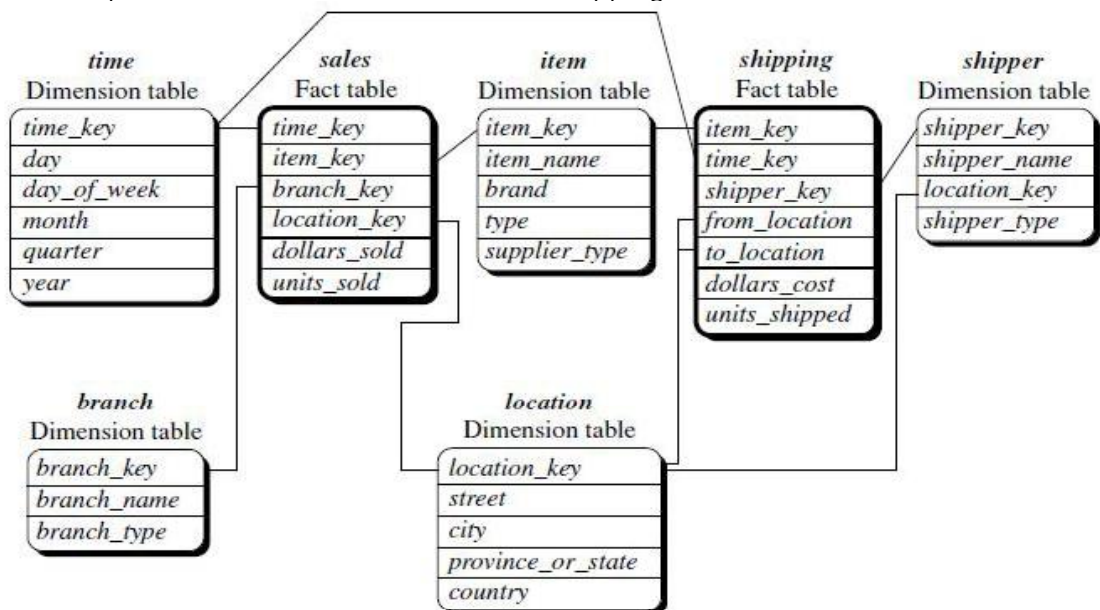 time
Dimension table
time_key
day
day_of_week
month
quarter
year
sales
Fact table
time_key
item_key
branch_key
location_key
dollars_sold
units_sold
item
Dimension table
item_key
item_name
brand
type
supplier_type
shipping
Fact table
item_key
time_key
shipper_key
from_location
to_location
dollars_cost
units_shipped
shipper
Dimension table
shipper_key
shipper_name
location_key
shipper_type
branch
Dimension table
branch_key
branch_name
branch_type
location
Dimension table
location_key
street
city
province_or_state
country